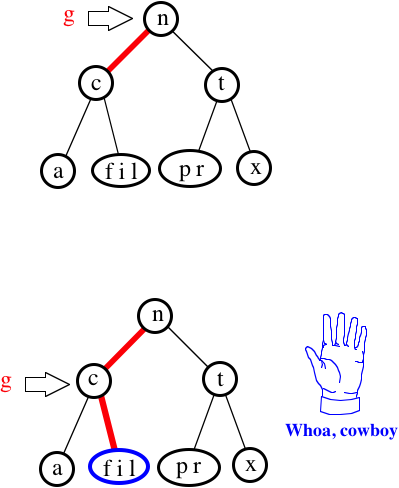 g n
c t
a f i l p r x
n
g c t
Whoa, cowboy
a f i l p r x